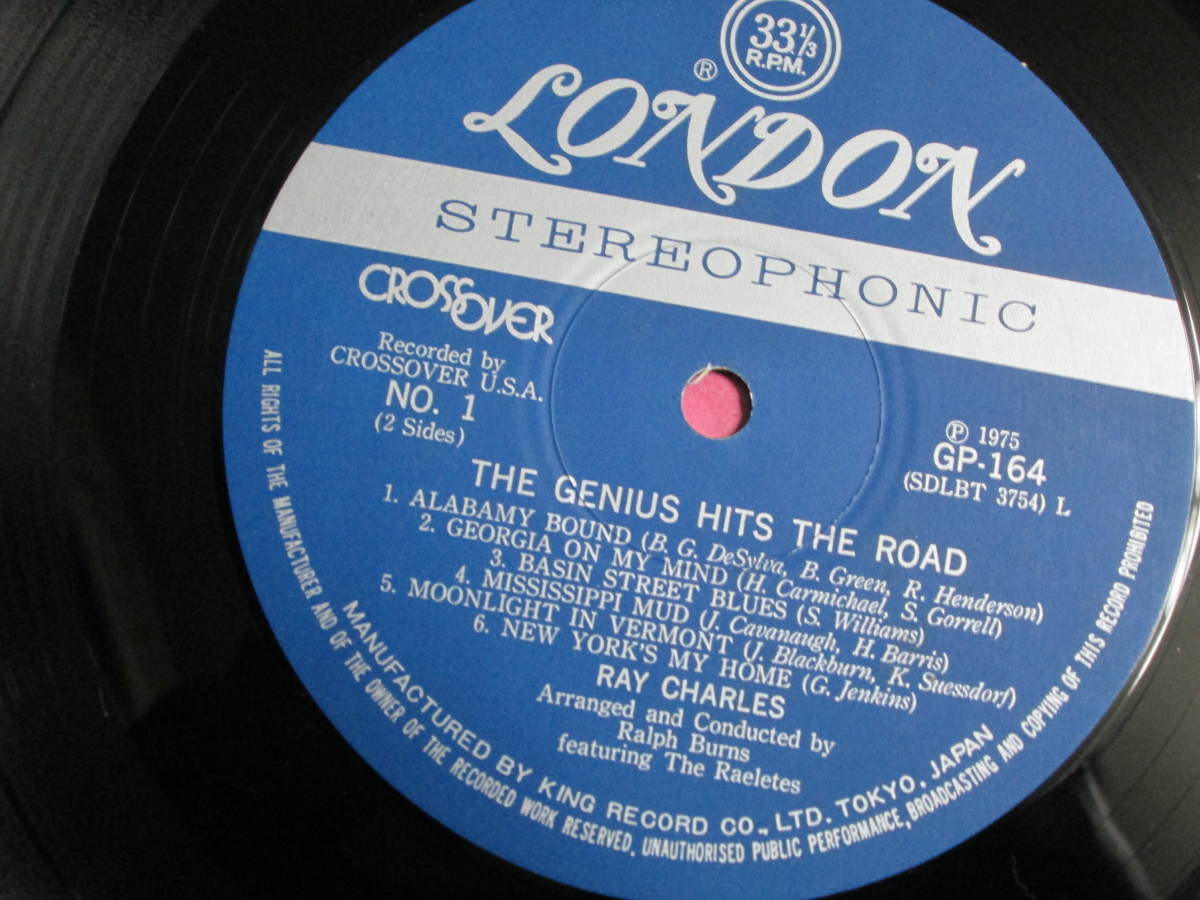 33⅓
R.P.M.
LONDON ®
STEREOPHONIC
CROSSOVER
Recorded by
CROSSOVER U.S.A.
NO. 1
(2 Sides)
Ⓟ 1975
GP-164
(SDLBT 3754) L
THE GENIUS HITS THE ROAD
1. ALABAMY BOUND (B. G. DeSylva, B. Green, R. Henderson)
2. GEORGIA ON MY MIND (H. Carmichael, S. Gorrell)
3. BASIN STREET BLUES (S. Williams)
4. MISSISSIPPI MUD (J. Cavanaugh, H. Barris)
5. MOONLIGHT IN VERMONT (J. Blackburn, K. Suessdorf)
6. NEW YORK'S MY HOME (G. Jenkins)
RAY CHARLES
Arranged and Conducted by
Ralph Burns
featuring The Raeletes
MANUFACTURED BY KING RECORD CO., LTD. TOKYO. JAPAN
ALL RIGHTS OF THE MANUFACTURER AND OF THE OWNER OF THE RECORDED WORK RESERVED. UNAUTHORISED PUBLIC PERFORMANCE, BROADCASTING AND COPYING OF THIS RECORD PROHIBITED